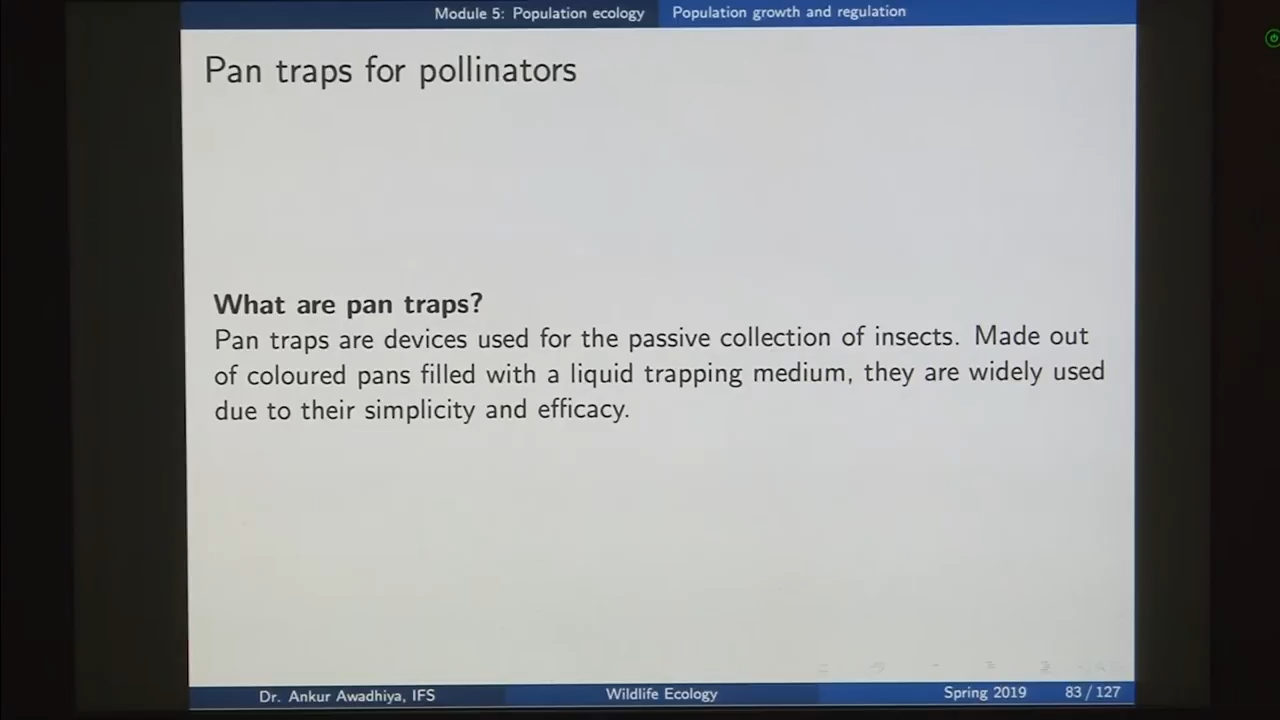 Module 5: Population ecology Population growth and regulation
Pan traps for pollinators
What are pan traps?
Pan traps are devices used for the passive collection of insects. Made out
of coloured pans filled with a liquid trapping medium, they are widely used
due to their simplicity and efficacy.
Dr. Ankur Awadhiya, IFS Wildlife Ecology Spring 2019 83 / 127